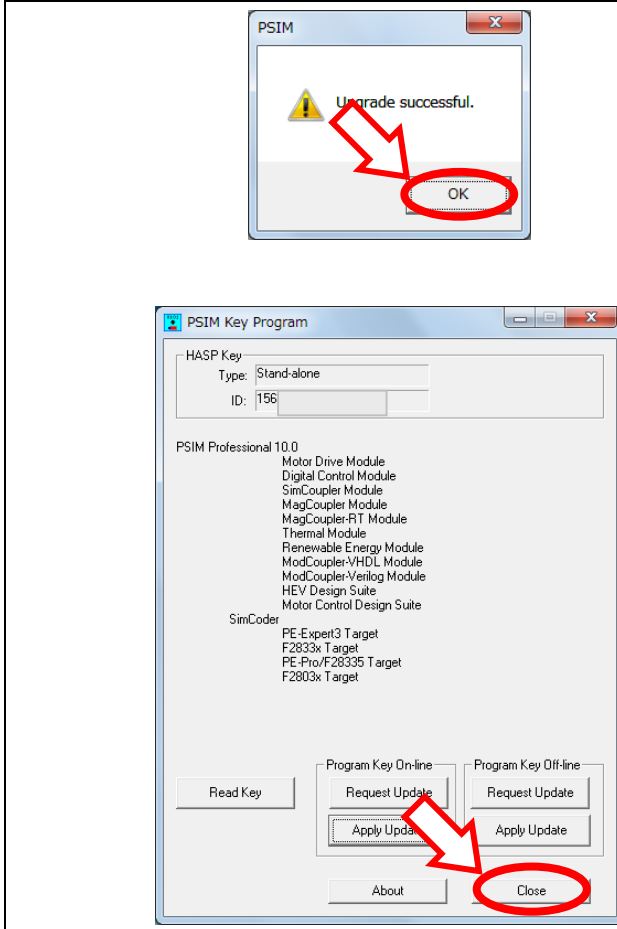 PSIM
Upgrade successful.
OK
PSIM Key Program
HASP Key
Type: Stand-alone
ID: 156
PSIM Professional 10.0
Motor Drive Module
Digital Control Module
SimCoupler Module
MagCoupler Module
MagCoupler-RT Module
Thermal Module
Renewable Energy Module
ModCoupler-VHDL Module
ModCoupler-Verilog Module
HEV Design Suite
Motor Control Design Suite
SimCoder
PE-Expert3 Target
F2833x Target
PE-Pro/F28335 Target
F2803x Target
Program Key On-line Program Key Off-line
Read Key Request Update Request Update
Apply Update Apply Update
About Close